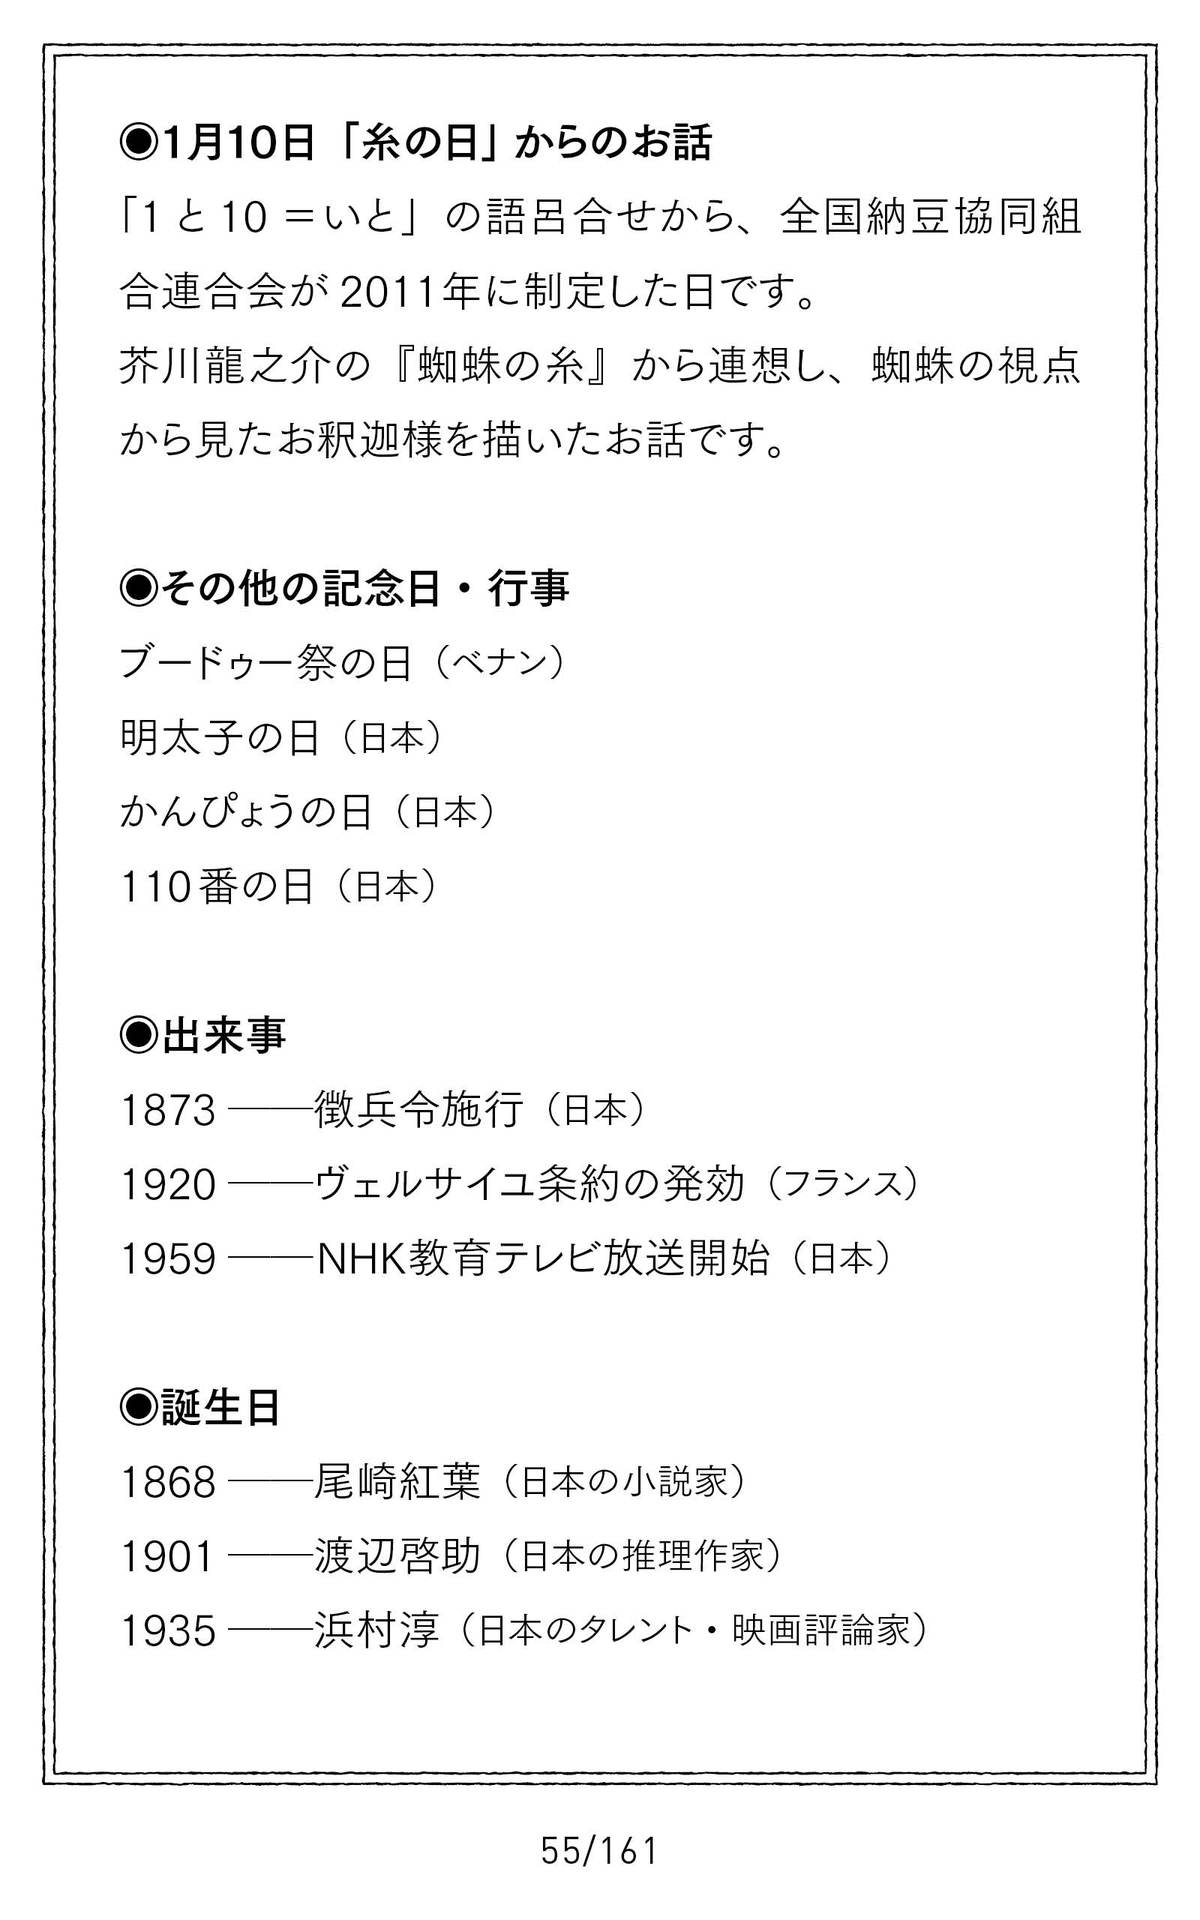 ◉1月10日「糸の日」からのお話
「1 と 10 ＝いと」の語呂合せから、全国納豆協同組
合連合会が 2011年に制定した日です。
芥川龍之介の『蜘蛛の糸』から連想し、蜘蛛の視点
から見たお釈迦様を描いたお話です。
◉その他の記念日・行事
ブードゥー祭の日（ベナン）
明太子の日（日本）
かんぴょうの日（日本）
110番の日（日本）
◉出来事
1873 ――徴兵令施行（日本）
1920 ――ヴェルサイユ条約の発効（フランス）
1959 ――NHK教育テレビ放送開始（日本）
◉誕生日
1868 ――尾崎紅葉（日本の小説家）
1901 ――渡辺啓助（日本の推理作家）
1935 ――浜村淳（日本のタレント・映画評論家）
55/161